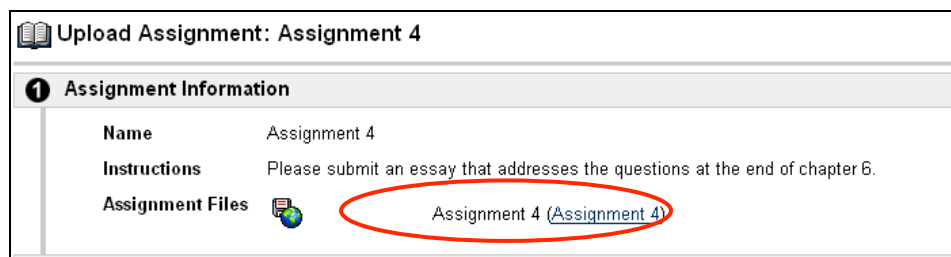 Upload Assignment: Assignment 4
1 Assignment Information
Name Assignment 4
Instructions Please submit an essay that addresses the questions at the end of chapter 6.
Assignment Files Assignment 4 (Assignment 4)